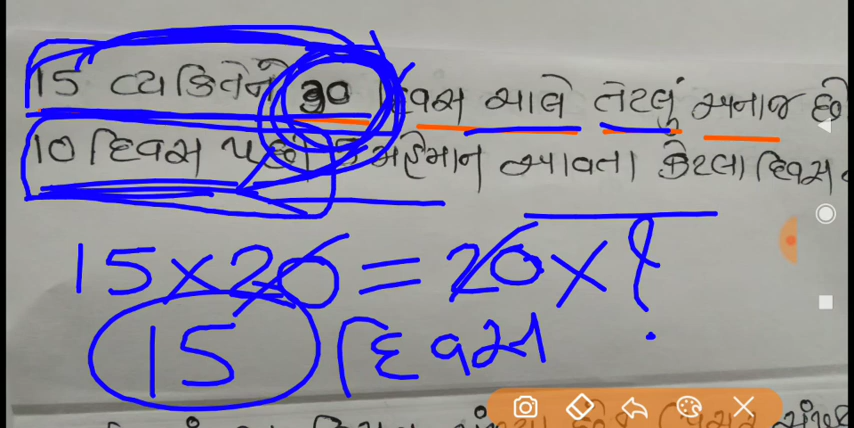 15 વ્યકિતને 30 દિવસ ચાલે તેટલું અનાજ છે
10 દિવસ પછી 5 મહેમાન આવતા કેટલા દિવસ
15 × 20 = 20 × ?
15 દિવસ